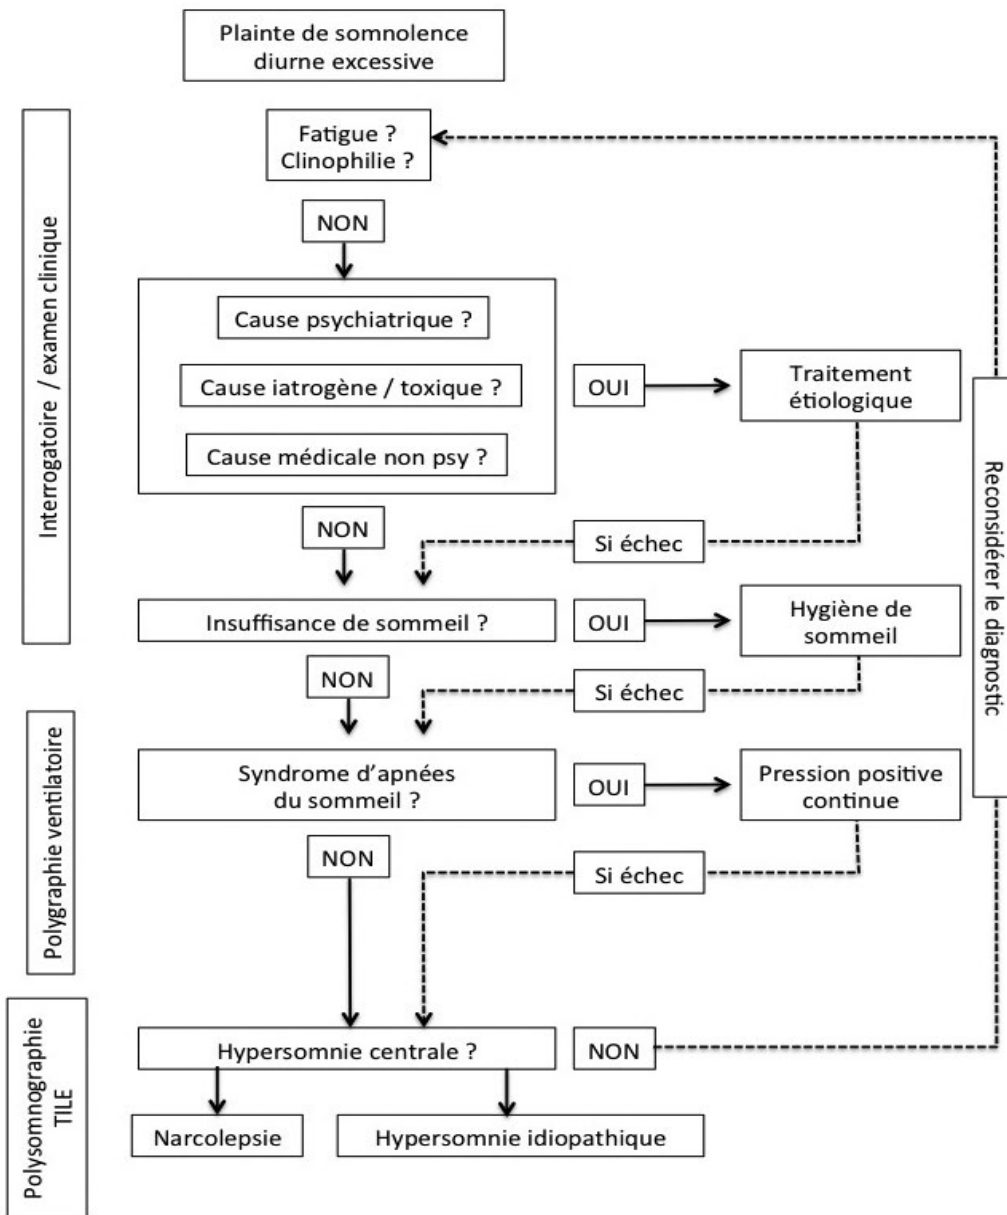 Plainte de somnolence
diurne excessive
Interrogatoire / examen clinique
Fatigue ?
Clinophilie ?
NON
Cause psychiatrique ?
Cause iatrogène / toxique ?
Cause médicale non psy ?
OUI
Traitement
étiologique
Reconsidérer le diagnostic
NON
Si échec
Insuffisance de sommeil ?
OUI
Hygiène de
sommeil
NON
Si échec
Polygraphie ventilatoire
Syndrome d'apnées
du sommeil ?
OUI
Pression positive
continue
NON
Si échec
Polysomnographie
TILE
Hypersomnie centrale ?
NON
Narcolepsie
Hypersomnie idiopathique